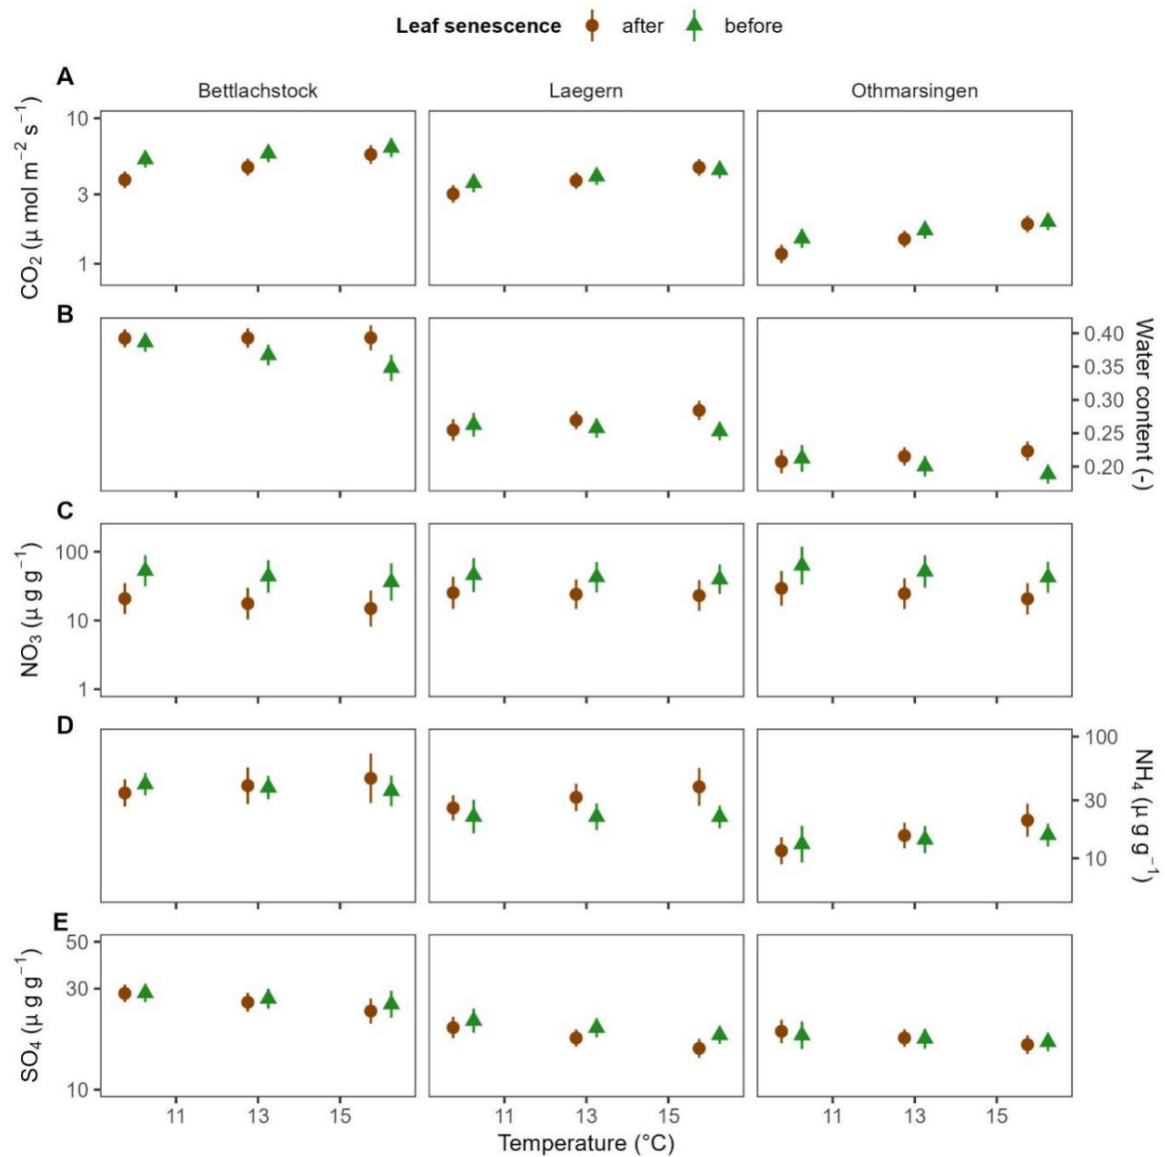 Leaf senescence after before
A
Bettlachstock Laegern Othmarsingen
CO₂ (μ mol m⁻² s⁻¹)
10
3
1
B
Water content (-)
0.40
0.35
0.30
0.25
0.20
C
NO₃ (μ g g⁻¹)
100
10
1
D
NH₄ (μ g g⁻¹)
100
30
10
E
SO₄ (μ g g⁻¹)
50
30
10
11 13 15 11 13 15 11 13 15
Temperature (°C)